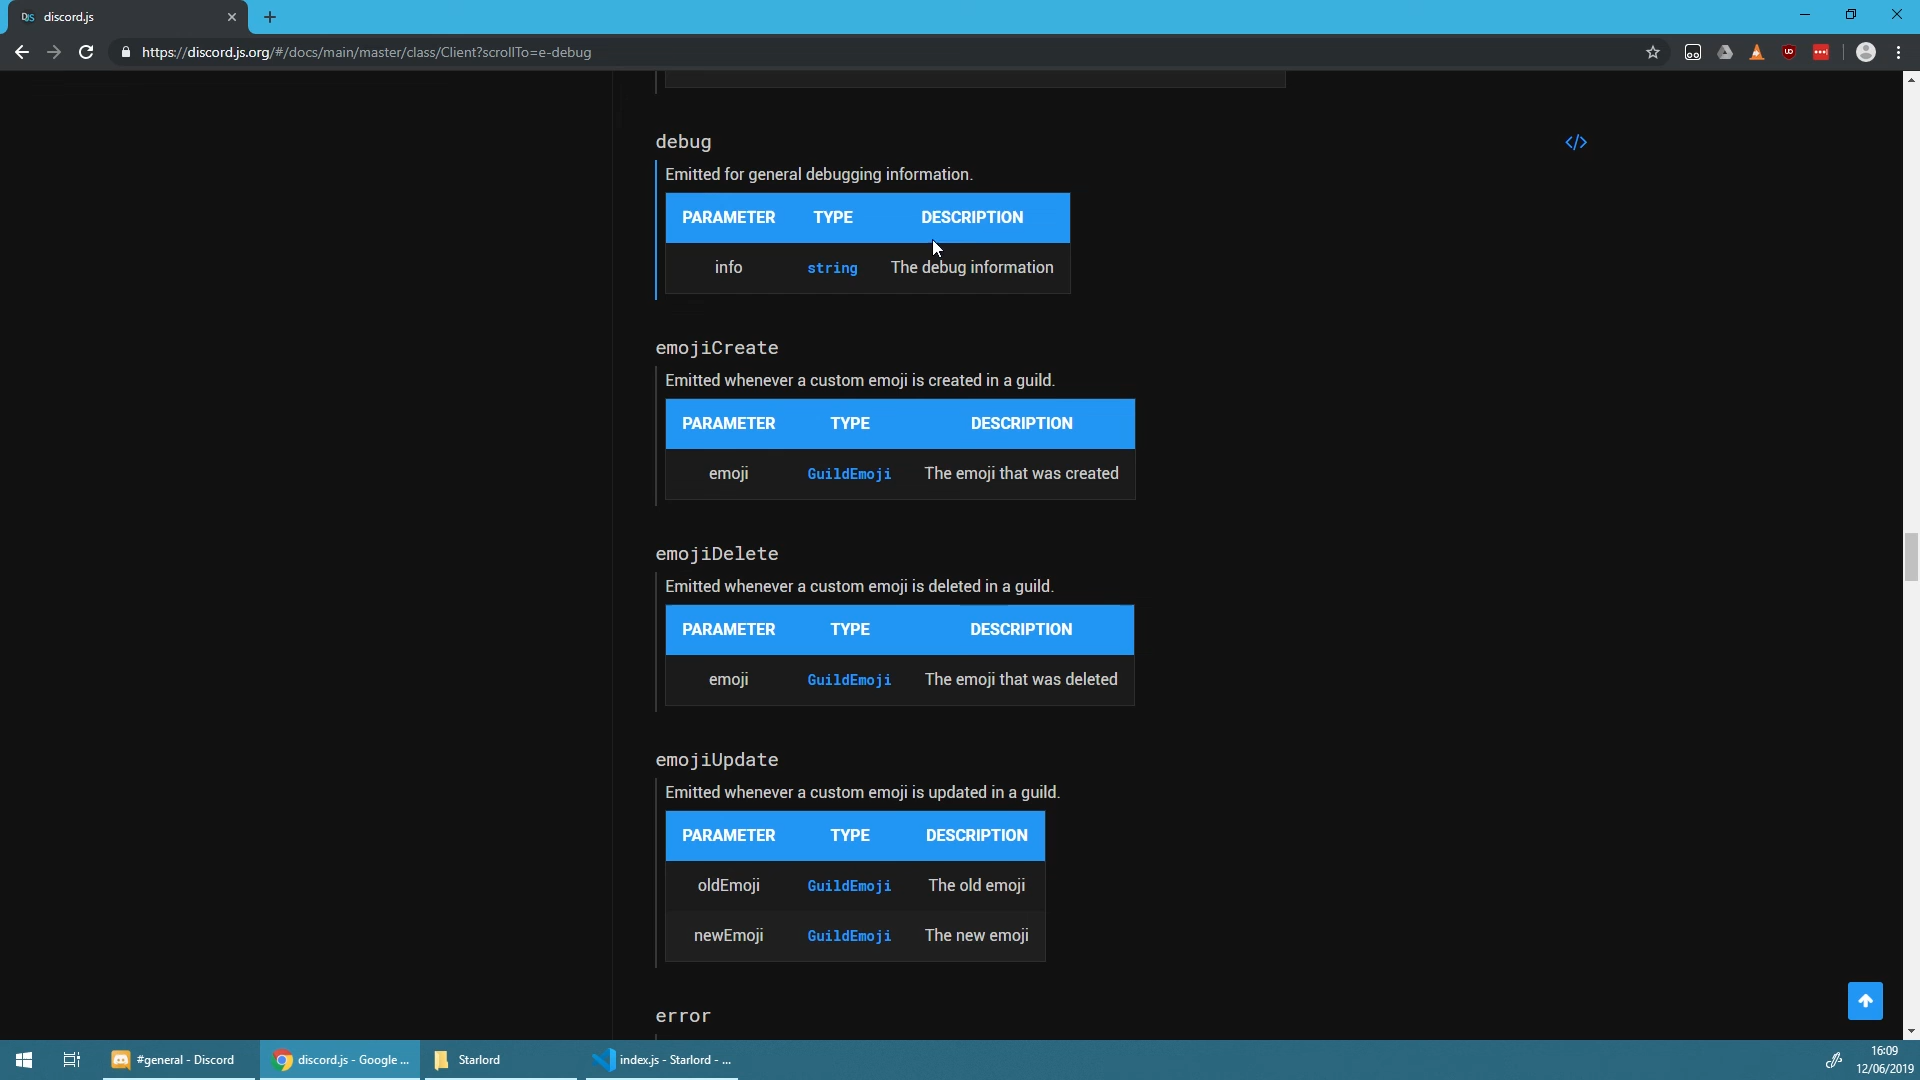 discord.js
https://discord.js.org/#/docs/main/master/class/Client?scrollTo=e-debug
debug
</>
Emitted for general debugging information.
PARAMETER TYPE DESCRIPTION
info string The debug information
emojiCreate
Emitted whenever a custom emoji is created in a guild.
PARAMETER TYPE DESCRIPTION
emoji GuildEmoji The emoji that was created
emojiDelete
Emitted whenever a custom emoji is deleted in a guild.
PARAMETER TYPE DESCRIPTION
emoji GuildEmoji The emoji that was deleted
emojiUpdate
Emitted whenever a custom emoji is updated in a guild.
PARAMETER TYPE DESCRIPTION
oldEmoji GuildEmoji The old emoji
newEmoji GuildEmoji The new emoji
error
#general - Discord
discord.js - Google ...
Starlord
index.js - Starlord - ...
16:09
12/06/2019